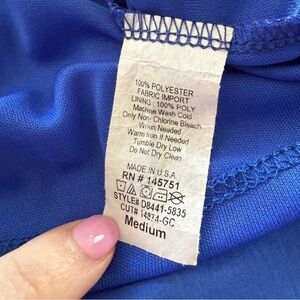 100% POLYESTER
FABRIC IMPORT
LINING: 100% POLY
Machine Wash Cold
Only Non-Chlorine Bleach
When Needed
Warm Iron If Needed
Tumble Dry Low
Do Not Dry Clean
MADE IN U.S.A
RN # 145751
STYLE# D8441-5835
CUT# 14974-GC
Medium